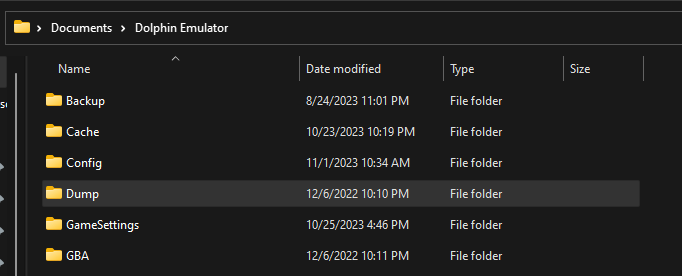 Documents > Dolphin Emulator
Name Date modified Type Size
Backup 8/24/2023 11:01 PM File folder
Cache 10/23/2023 10:19 PM File folder
Config 11/1/2023 10:34 AM File folder
Dump 12/6/2022 10:10 PM File folder
GameSettings 10/25/2023 4:46 PM File folder
GBA 12/6/2022 10:11 PM File folder